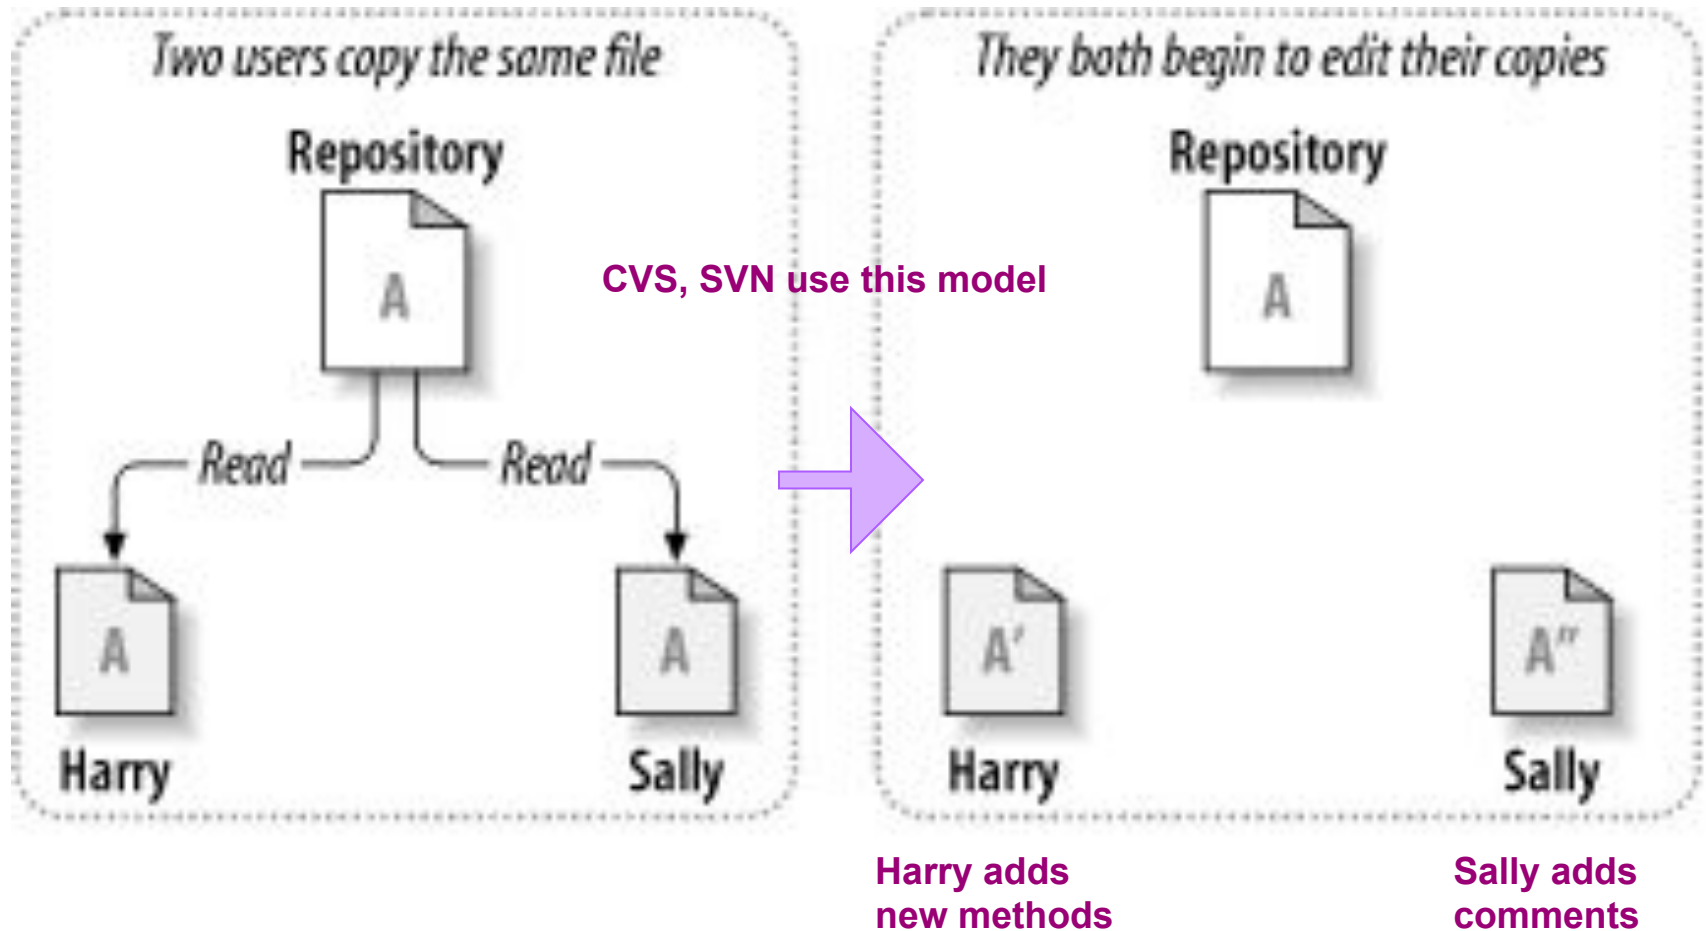 Two users copy the same file
Repository
A
Read
Read
A
A
Harry
Sally
CVS, SVN use this model
They both begin to edit their copies
Repository
A
A'
A"
Harry
Sally
Harry adds
new methods
Sally adds
comments